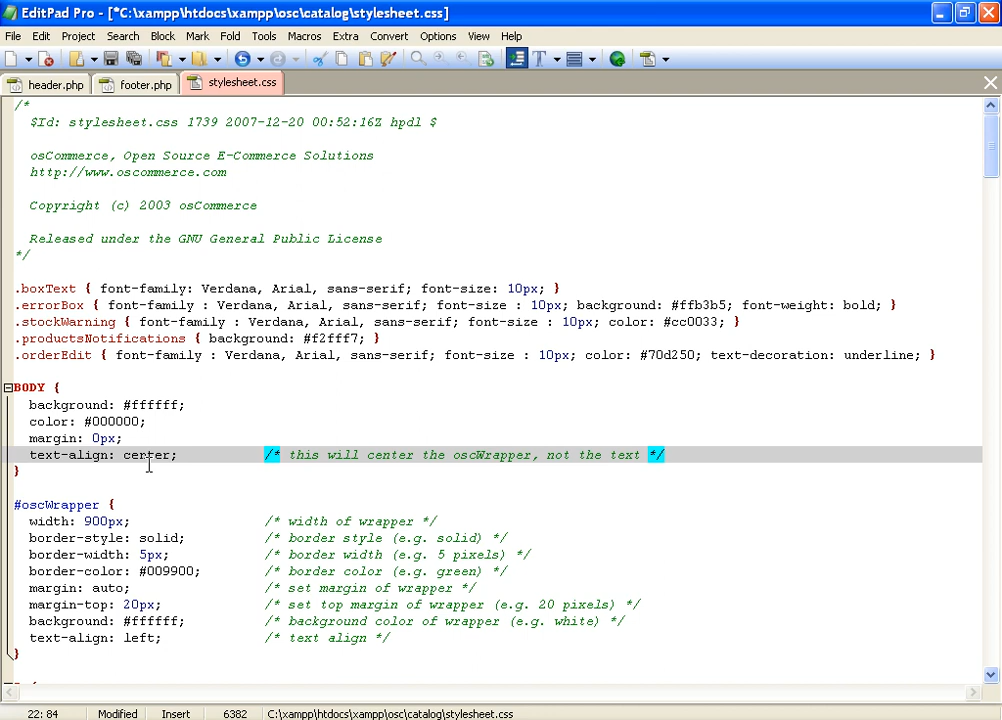 EditPad Pro - [*C:\xampp\htdocs\xampp\osc\catalog\stylesheet.css]
File Edit Project Search Block Mark Fold Tools Macros Extra Convert Options View Help
header.php footer.php stylesheet.css
/*
$Id: stylesheet.css 1739 2007-12-20 00:52:16Z hpdl $
osCommerce, Open Source E-Commerce Solutions
http://www.oscommerce.com
Copyright (c) 2003 osCommerce
Released under the GNU General Public License
*/
.boxText { font-family: Verdana, Arial, sans-serif; font-size: 10px; }
.errorBox { font-family : Verdana, Arial, sans-serif; font-size : 10px; background: #ffb3b5; font-weight: bold; }
.stockWarning { font-family : Verdana, Arial, sans-serif; font-size : 10px; color: #cc0033; }
.productsNotifications { background: #f2fff7; }
.orderEdit { font-family : Verdana, Arial, sans-serif; font-size : 10px; color: #70d250; text-decoration: underline; }
BODY {
background: #ffffff;
color: #000000;
margin: 0px;
text-align: center; /* this will center the oscWrapper, not the text */
}
#oscWrapper {
width: 900px; /* width of wrapper */
border-style: solid; /* border style (e.g. solid) */
border-width: 5px; /* border width (e.g. 5 pixels) */
border-color: #009900; /* border color (e.g. green) */
margin: auto; /* set margin of wrapper */
margin-top: 20px; /* set top margin of wrapper (e.g. 20 pixels) */
background: #ffffff; /* background color of wrapper (e.g. white) */
text-align: left; /* text align */
}
22: 84 Modified Insert 6382 C:\xampp\htdocs\xampp\osc\catalog\stylesheet.css